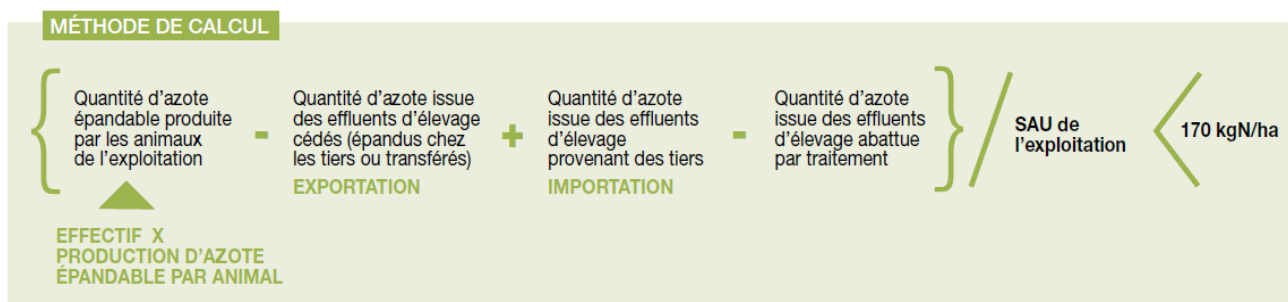 MÉTHODE DE CALCUL
{
Quantité d’azote
épandable produite
par les animaux
de l’exploitation
-
Quantité d’azote issue
des effluents d’élevage
cédés (épandus chez
les tiers ou transférés)
EXPORTATION
+
Quantité d’azote
issue des effluents
d’élevage
provenant des tiers
IMPORTATION
-
Quantité d’azote
issue des effluents
d’élevage abattue
par traitement
}
/
SAU de
l’exploitation
<
170 kgN/ha
EFFECTIF X
PRODUCTION D’AZOTE
ÉPANDABLE PAR ANIMAL